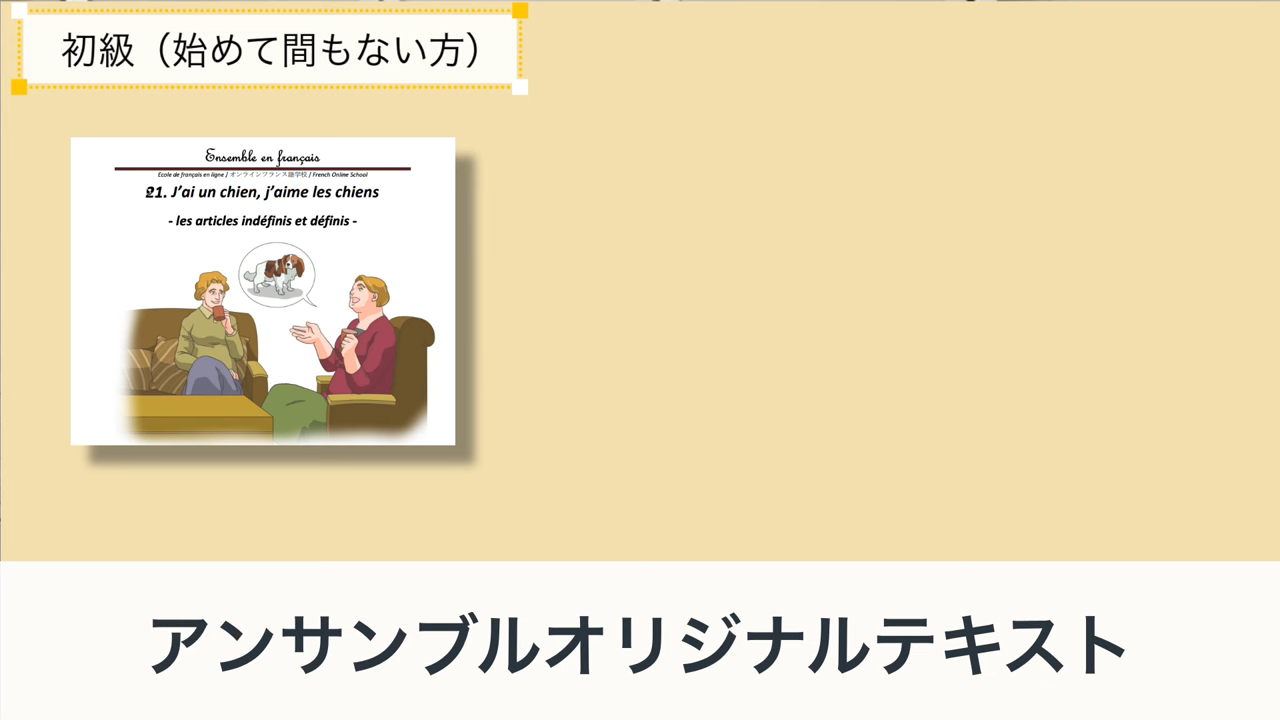 初級（始めて間もない方）
Ensemble en français
Ecole de français en ligne / オンラインフランス語学校 / French Online School
21. J'ai un chien, j'aime les chiens
- les articles indéfinis et définis -
アンサンブルオリジナルテキスト